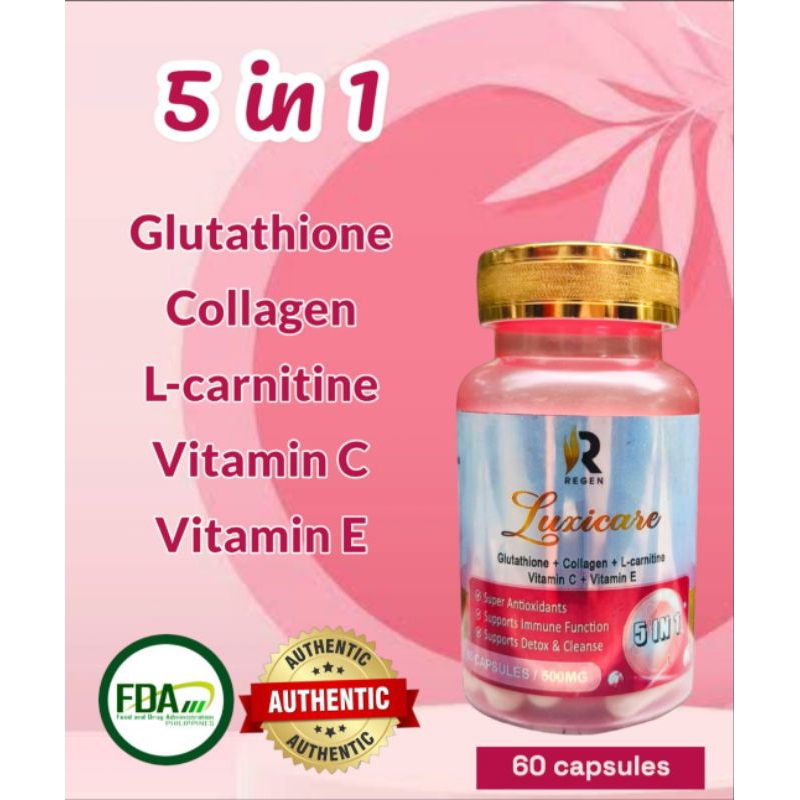 5 in 1
Glutathione
Collagen
L-carnitine
Vitamin C
Vitamin E
R
REGEN
Luxicare
Glutathione + Collagen + L-carnitine
Vitamin C + Vitamin E
Super Antioxidants
Supports Immune Function
Supports Detox & Cleanse
5 IN 1
CAPSULES / 500MG
FDA
Food and Drug Administration
PHILIPPINES
AUTHENTIC
AUTHENTIC
AUTHENTIC
60 capsules